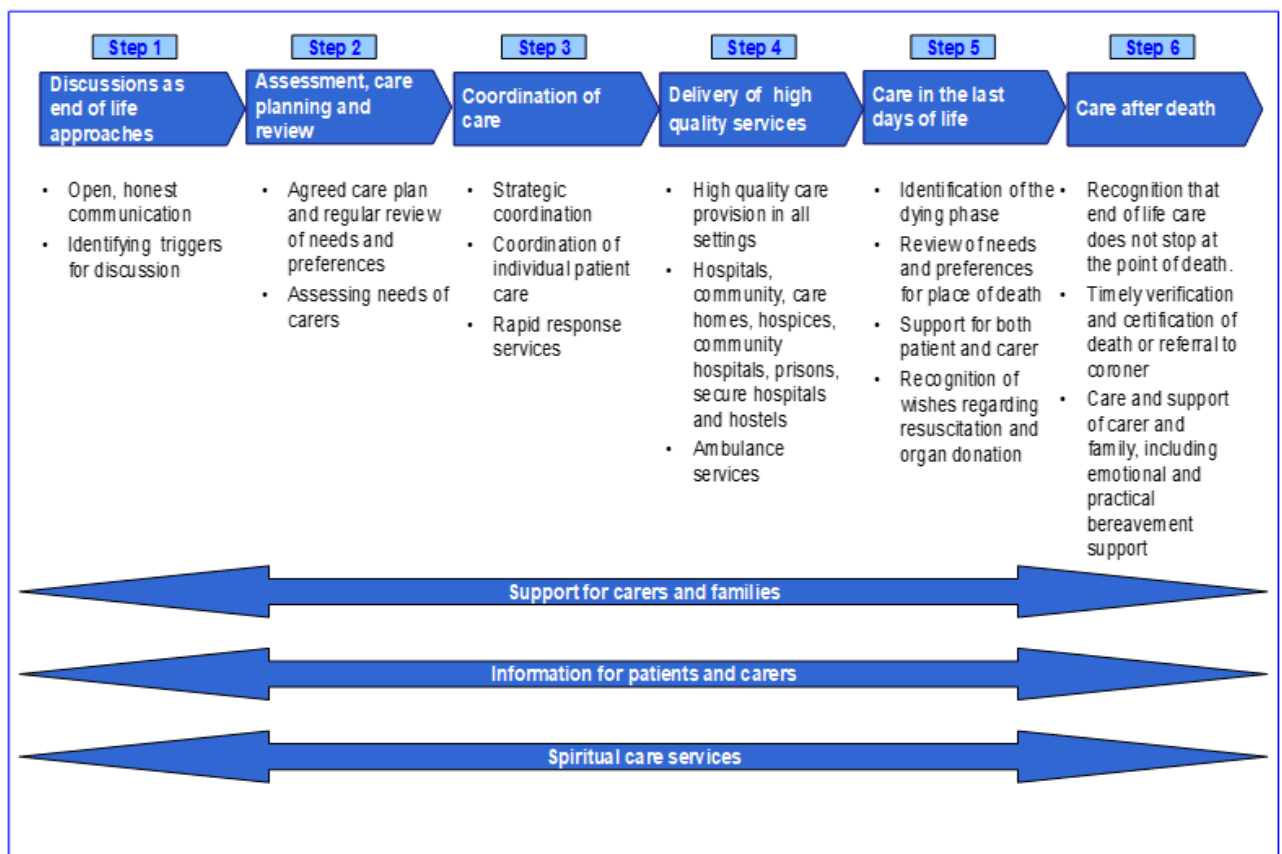 Step 1
Discussions as
end of life
approaches
• Open, honest
communication
• Identifying triggers
for discussion
Step 2
Assessment, care
planning and
review
• Agreed care plan
and regular review
of needs and
preferences
• Assessing needs of
carers
Step 3
Coordination of
care
• Strategic
coordination
• Coordination of
individual patient
care
• Rapid response
services
Step 4
Delivery of high
quality services
• High quality care
provision in all
settings
• Hospitals,
community, care
homes, hospices,
community
hospitals, prisons,
secure hospitals
and hostels
• Ambulance
services
Step 5
Care in the last
days of life
• Identification of the
dying phase
• Review of needs
and preferences
for place of death
• Support for both
patient and carer
• Recognition of
wishes regarding
resuscitation and
organ donation
Step 6
Care after death
• Recognition that
end of life care
does not stop at
the point of death.
• Timely verification
and certification of
death or referral to
coroner
• Care and support
of carer and
family, including
emotional and
practical
bereavement
support
Support for carers and families
Information for patients and carers
Spiritual care services